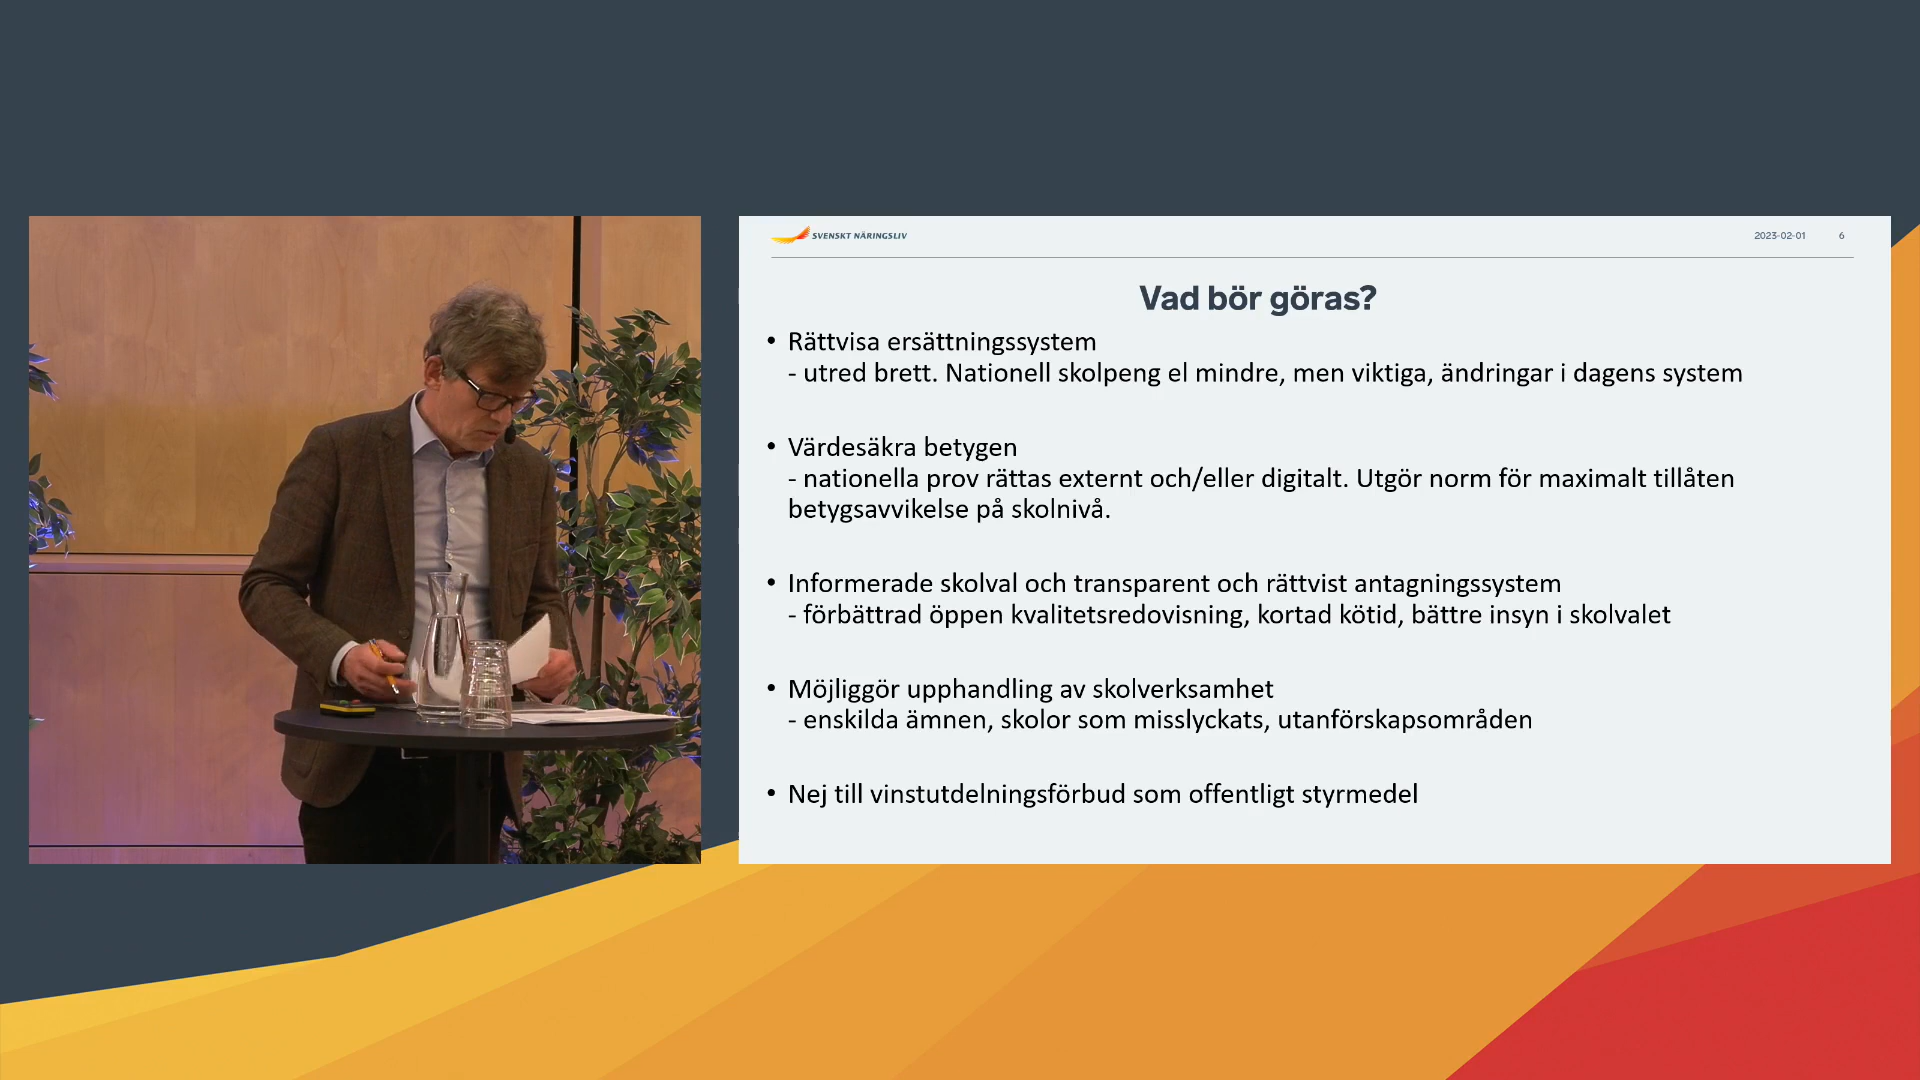 SVENSKT NÄRINGSLIV
2023-02-01 6
Vad bör göras?
• Rättvisa ersättningssystem
- utred brett. Nationell skolpeng el mindre, men viktiga, ändringar i dagens system
• Värdesäkra betygen
- nationella prov rättas externt och/eller digitalt. Utgör norm för maximalt tillåten
betygsavvikelse på skolnivå.
• Informerade skolval och transparent och rättvist antagningssystem
- förbättrad öppen kvalitetsredovisning, kortad kötid, bättre insyn i skolvalet
• Möjliggör upphandling av skolverksamhet
- enskilda ämnen, skolor som misslyckats, utanförskapsområden
• Nej till vinstutdelningsförbud som offentligt styrmedel